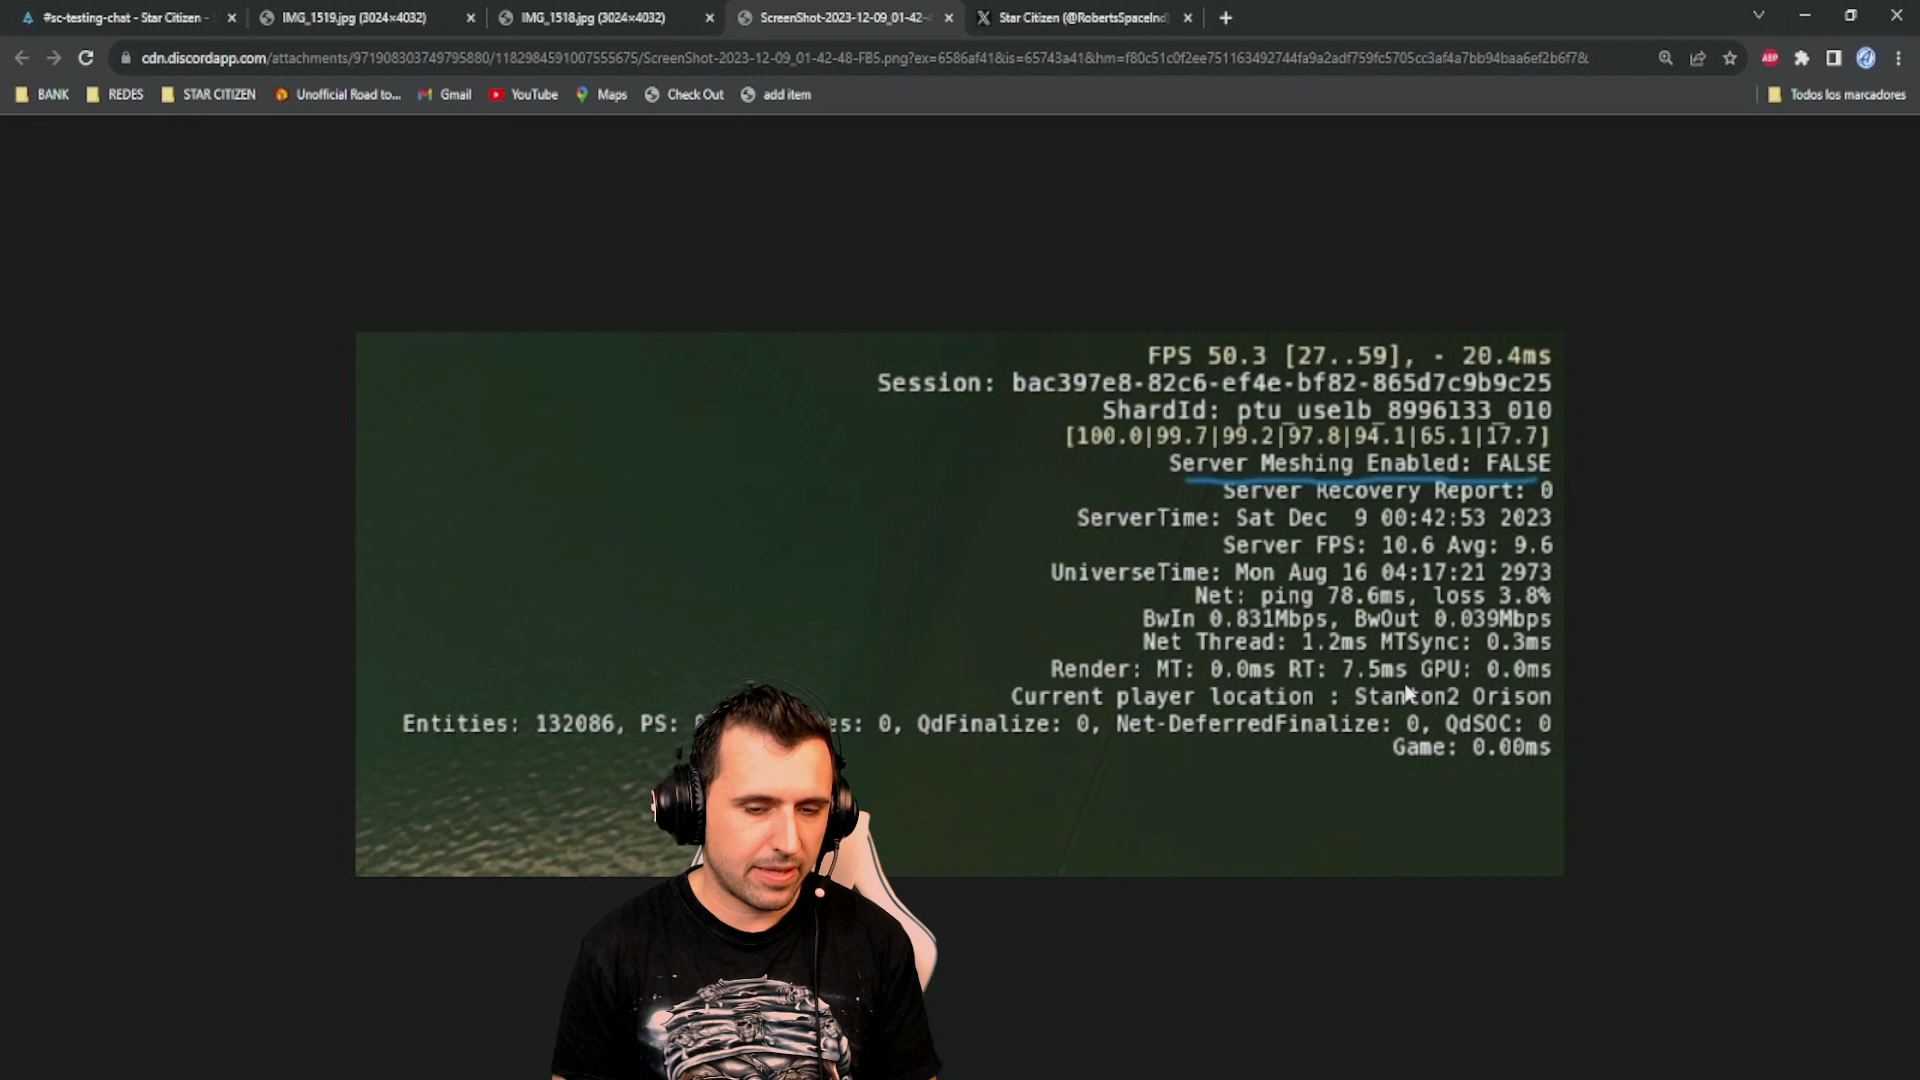 #sc-testing-chat - Star Citizen -
IMG_1519.jpg (3024×4032)
IMG_1518.jpg (3024×4032)
ScreenShot-2023-12-09_01-42-
Star Citizen (@RobertsSpaceInd
cdn.discordapp.com/attachments/971908303749795880/1182984591007555675/ScreenShot-2023-12-09_01-42-48-FB5.png?ex=6586af41&is=65743a41&hm=f80c51c0f2ee751163492744fa9a2adf759fc5705cc3af4a7bb94baa6ef2b6f7&
ABP
BANK REDES STAR CITIZEN Unofficial Road to... Gmail YouTube Maps Check Out add item Todos los marcadores
FPS 50.3 [27..59], - 20.4ms
Session: bac397e8-82c6-ef4e-bf82-865d7c9b9c25
ShardId: ptu_use1b_8996133_010
[100.0|99.7|99.2|97.8|94.1|65.1|17.7]
Server Meshing Enabled: FALSE
Server Recovery Report: 0
ServerTime: Sat Dec 9 00:42:53 2023
Server FPS: 10.6 Avg: 9.6
UniverseTime: Mon Aug 16 04:17:21 2973
Net: ping 78.6ms, loss 3.8%
BwIn 0.831Mbps, BwOut 0.039Mbps
Net Thread: 1.2ms MTSync: 0.3ms
Render: MT: 0.0ms RT: 7.5ms GPU: 0.0ms
Current player location : Stanton2 Orison
Entities: 132086, PS: es: 0, QdFinalize: 0, Net-DeferredFinalize: 0, QdSOC: 0
Game: 0.00ms